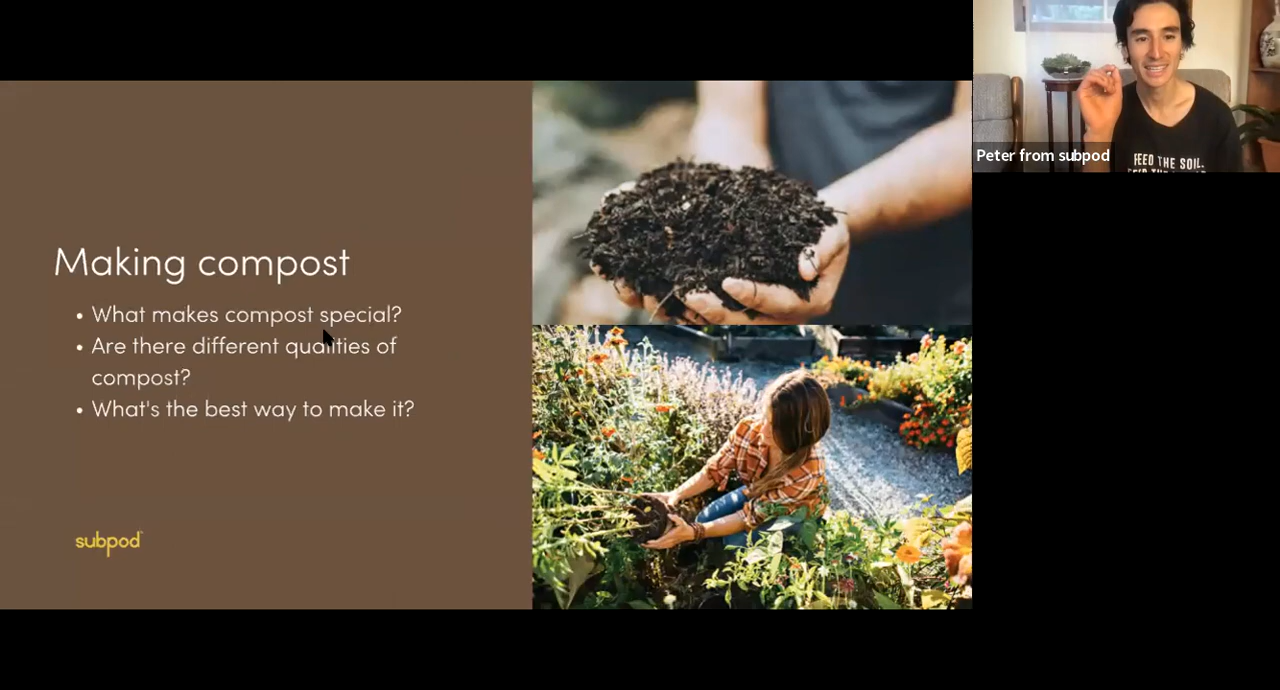 Making compost
• What makes compost special?
• Are there different qualities of
compost?
• What's the best way to make it?
subpod
Peter from subpod
FEED THE SOIL.